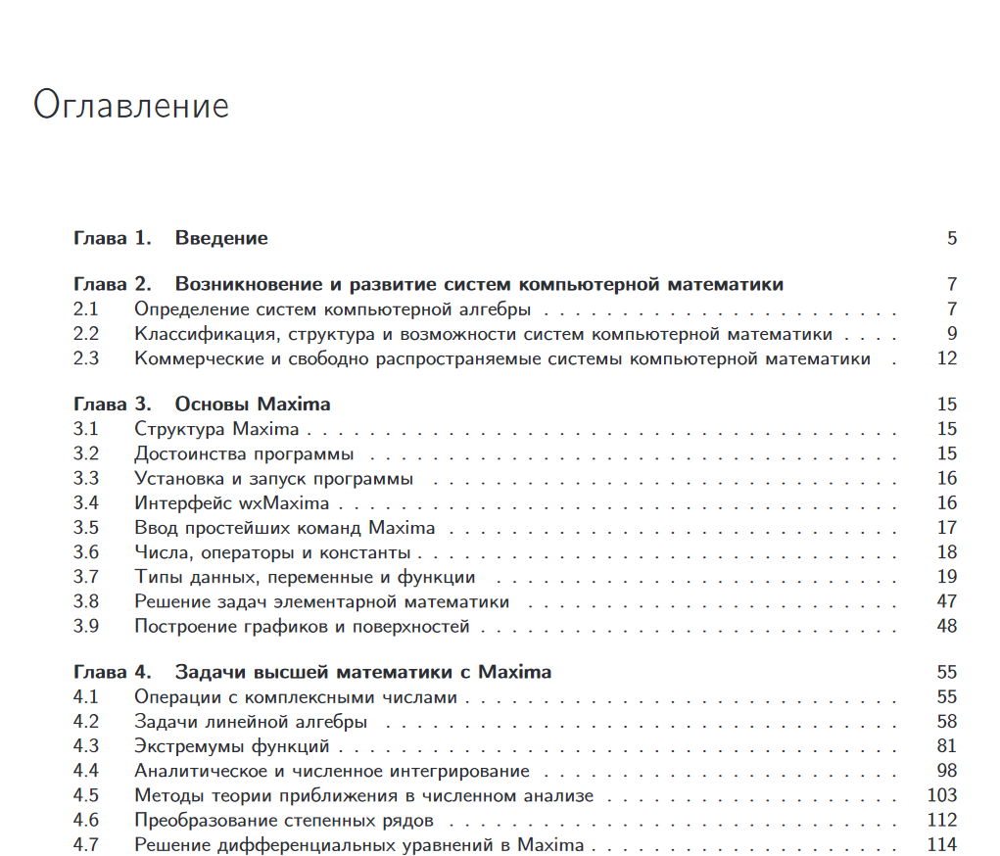 Оглавление
Глава 1. Введение 5
Глава 2. Возникновение и развитие систем компьютерной математики 7
2.1 Определение систем компьютерной алгебры . . . . . . . . . . . . . . . . . . . . . . . 7
2.2 Классификация, структура и возможности систем компьютерной математики . . . . 9
2.3 Коммерческие и свободно распространяемые системы компьютерной математики . 12
Глава 3. Основы Maxima 15
3.1 Структура Maxima . . . . . . . . . . . . . . . . . . . . . . . . . . . . . . . . . . . . . . 15
3.2 Достоинства программы . . . . . . . . . . . . . . . . . . . . . . . . . . . . . . . . . . 15
3.3 Установка и запуск программы . . . . . . . . . . . . . . . . . . . . . . . . . . . . . . 16
3.4 Интерфейс wxMaxima . . . . . . . . . . . . . . . . . . . . . . . . . . . . . . . . . . . . 16
3.5 Ввод простейших команд Maxima . . . . . . . . . . . . . . . . . . . . . . . . . . . . . 17
3.6 Числа, операторы и константы . . . . . . . . . . . . . . . . . . . . . . . . . . . . . . . 18
3.7 Типы данных, переменные и функции . . . . . . . . . . . . . . . . . . . . . . . . . . 19
3.8 Решение задач элементарной математики . . . . . . . . . . . . . . . . . . . . . . . . 47
3.9 Построение графиков и поверхностей . . . . . . . . . . . . . . . . . . . . . . . . . . . 48
Глава 4. Задачи высшей математики с Maxima 55
4.1 Операции с комплексными числами . . . . . . . . . . . . . . . . . . . . . . . . . . . . 55
4.2 Задачи линейной алгебры . . . . . . . . . . . . . . . . . . . . . . . . . . . . . . . . . 58
4.3 Экстремумы функций . . . . . . . . . . . . . . . . . . . . . . . . . . . . . . . . . . . . 81
4.4 Аналитическое и численное интегрирование . . . . . . . . . . . . . . . . . . . . . . . 98
4.5 Методы теории приближения в численном анализе . . . . . . . . . . . . . . . . . . . 103
4.6 Преобразование степенных рядов . . . . . . . . . . . . . . . . . . . . . . . . . . . . . 112
4.7 Решение дифференциальных уравнений в Maxima . . . . . . . . . . . . . . . . . . . . 114